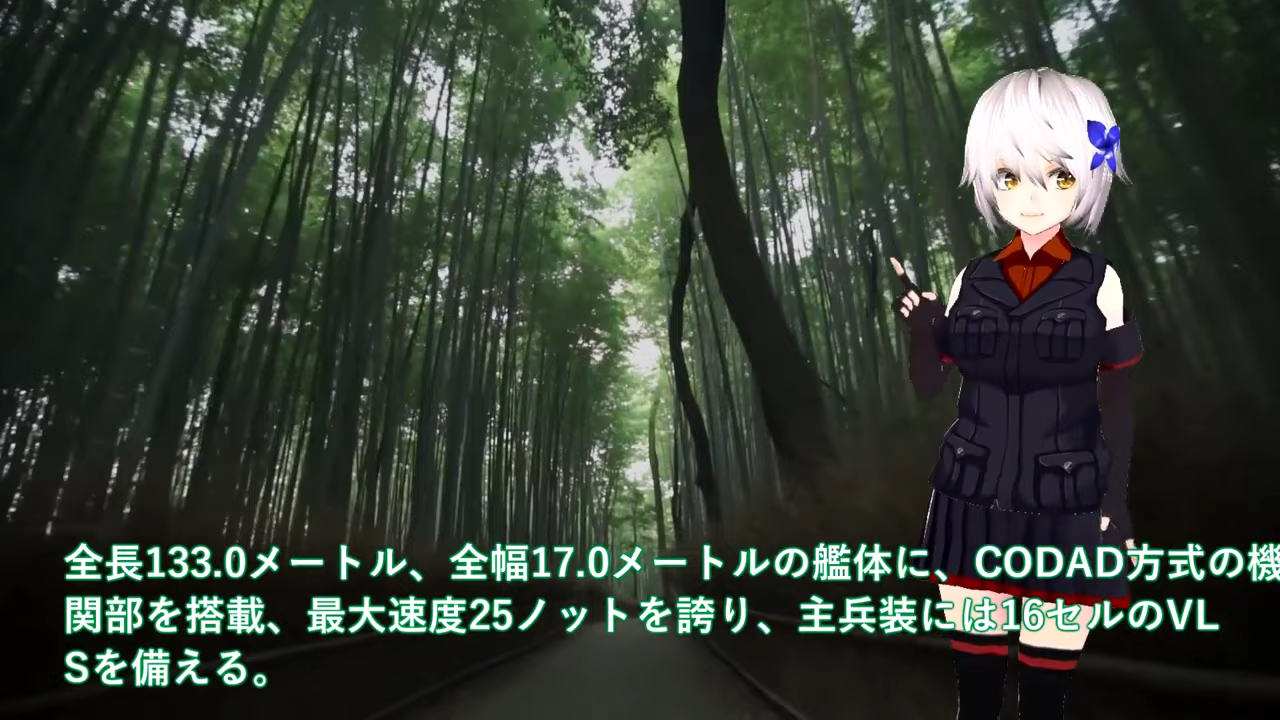 全長133.0メートル、全幅17.0メートルの艦体に、CODAD方式の機
関部を搭載、最大速度25ノットを誇り、主兵装には16セルのVL
Sを備える。